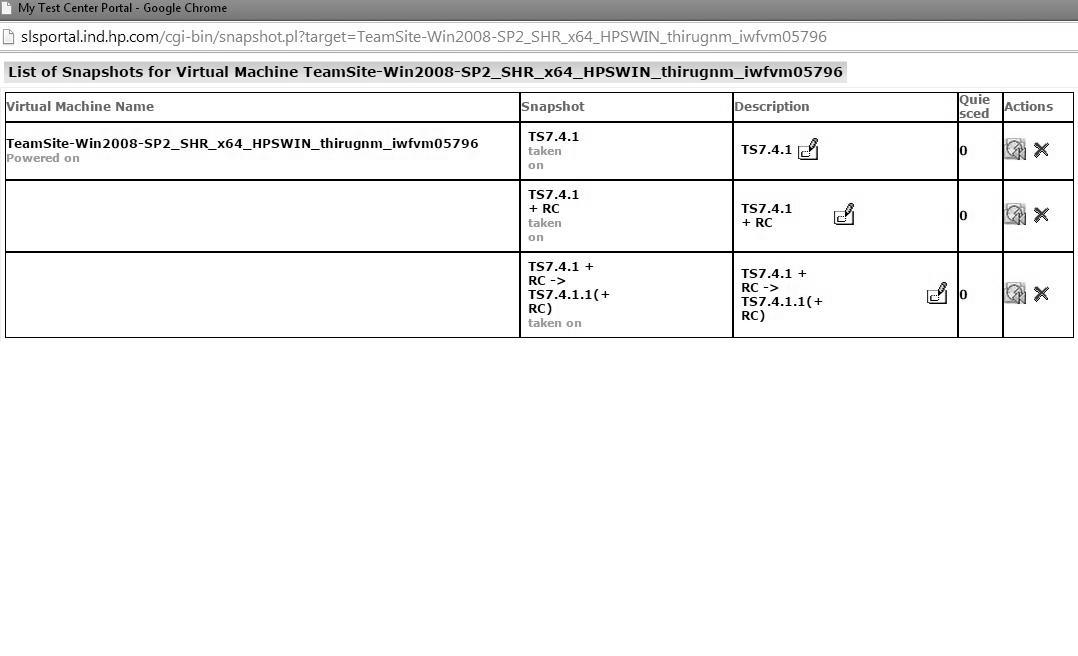 My Test Center Portal - Google Chrome
slsportal.ind.hp.com/cgi-bin/snapshot.pl?target=TeamSite-Win2008-SP2_SHR_x64_HPSWIN_thirugnm_iwfvm05796
List of Snapshots for Virtual Machine TeamSite-Win2008-SP2_SHR_x64_HPSWIN_thirugnm_iwfvm05796
Virtual Machine Name
Snapshot
Description
Quie
sced
Actions
TeamSite-Win2008-SP2_SHR_x64_HPSWIN_thirugnm_iwfvm05796
Powered on
TS7.4.1
taken
on
TS7.4.1
0
TS7.4.1
+ RC
taken
on
TS7.4.1
+ RC
0
TS7.4.1 +
RC ->
TS7.4.1.1(+
RC)
taken on
TS7.4.1 +
RC ->
TS7.4.1.1(+
RC)
0